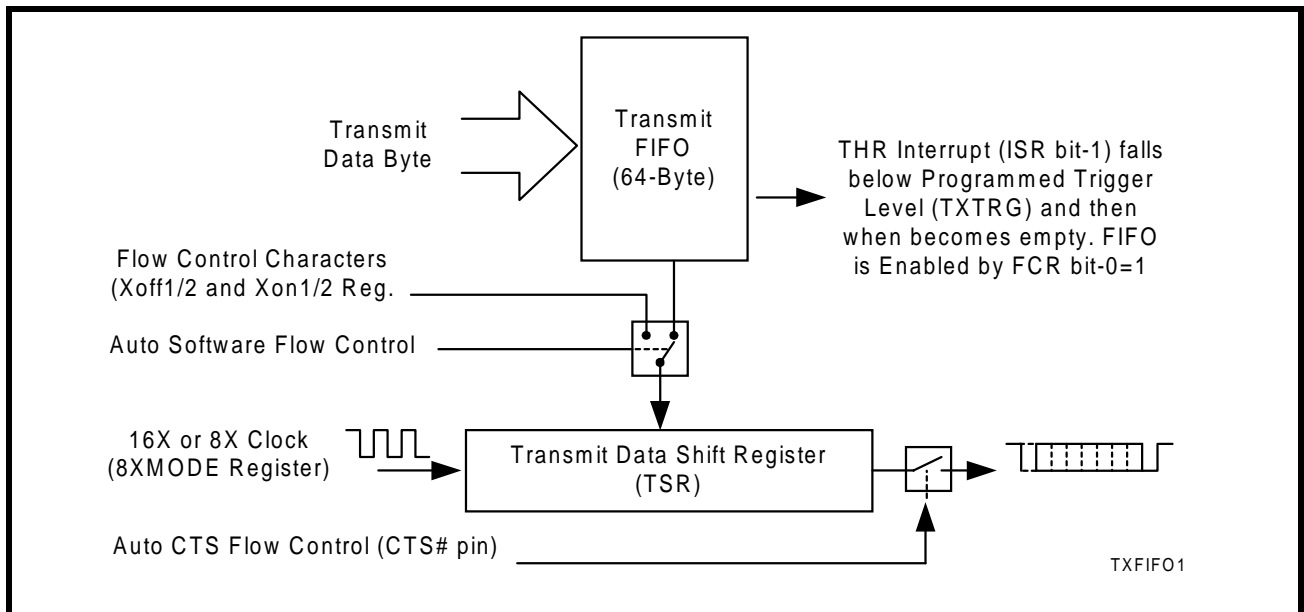 Transmit
Data Byte
Transmit
FIFO
(64-Byte)
THR Interrupt (ISR bit-1) falls
below Programmed Trigger
Level (TXTRG) and then
when becomes empty. FIFO
is Enabled by FCR bit-0=1
Flow Control Characters
(Xoff1/2 and Xon1/2 Reg.
Auto Software Flow Control
16X or 8X Clock
(8XMODE Register)
Transmit Data Shift Register
(TSR)
Auto CTS Flow Control (CTS# pin)
TXFIFO1